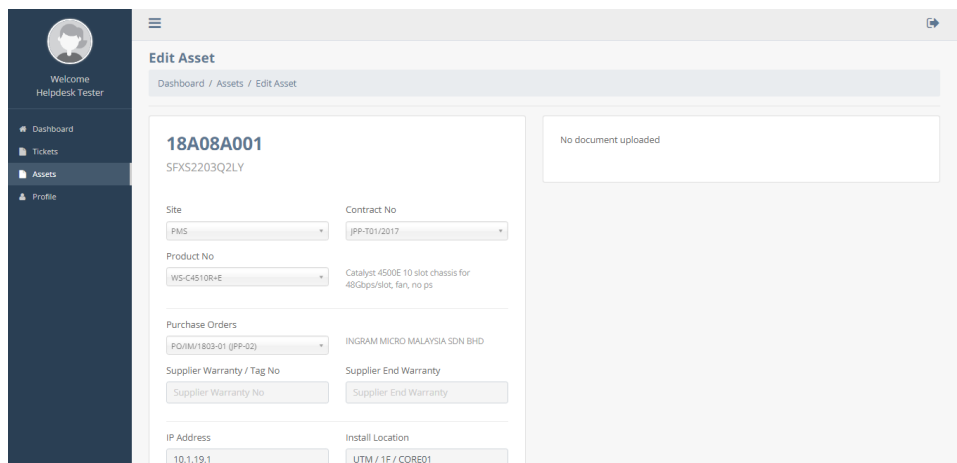 Welcome
Helpdesk Tester
Dashboard
Tickets
Assets
Profile
Edit Asset
Dashboard / Assets / Edit Asset
18A08A001
SFXS2203Q2LY
Site
Contract No
PMS
JPP-T01/2017
Product No
WS-C4510R+E
Catalyst 4500E 10 slot chassis for
48Gbps/slot, fan, no ps
Purchase Orders
PO/IM/1803-01 (JPP-02)
INGRAM MICRO MALAYSIA SDN BHD
Supplier Warranty / Tag No
Supplier End Warranty
Supplier Warranty No
Supplier End Warranty
IP Address
Install Location
10.1.19.1
UTM / 1F / CORE01
No document uploaded